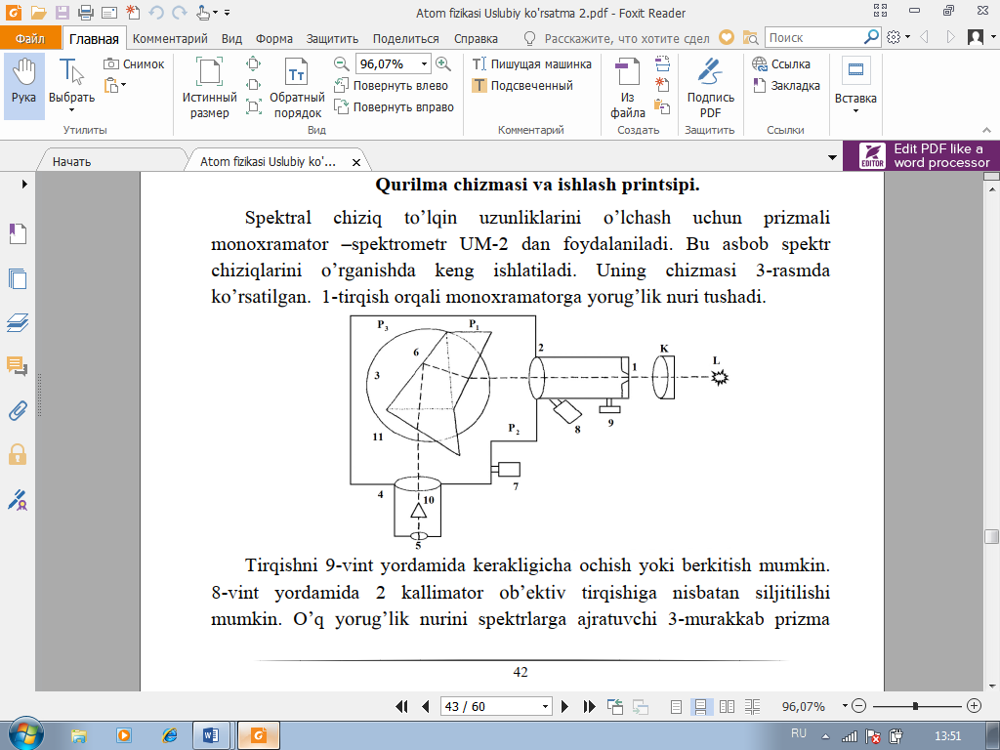 Atom fizikasi Uslubiy ko'rsatma 2.pdf - Foxit Reader
Файл
Главная
Комментарий
Вид
Форма
Защитить
Поделиться
Справка
Расскажите, что хотите сдел
Поиск
Рука
Выбрать
Снимок
Утилиты
Истинный размер
Обратный порядок
96,07%
Повернуть влево
Повернуть вправо
Вид
Пишущая машинка
Подсвеченный
Комментарий
Из файла
Создать
Подпись PDF
Защитить
Ссылка
Закладка
Ссылки
Вставка
Начать
Atom fizikasi Uslubiy ko'...
EDITOR
Edit PDF like a
word processor
Qurilma chizmasi va ishlash printsipi.
Spektral chiziq to’lqin uzunliklarini o’lchash uchun prizmali
monoxramator –spektrometr UM-2 dan foydalaniladi. Bu asbob spektr
chiziqlarini o’rganishda keng ishlatiladi. Uning chizmasi 3-rasmda
ko’rsatilgan. 1-tirqish orqali monoxramatorga yorug’lik nuri tushadi.
P3
P1
6
3
11
2
1
K
L
8
9
P2
7
4
10
5
Tirqishni 9-vint yordamida kerakligicha ochish yoki berkitish mumkin.
8-vint yordamida 2 kallimator ob’ektiv tirqishiga nisbatan siljitilishi
mumkin. O’q yorug’lik nurini spektrlarga ajratuvchi 3-murakkab prizma
42
43 / 60
96,07%
RU
13:51